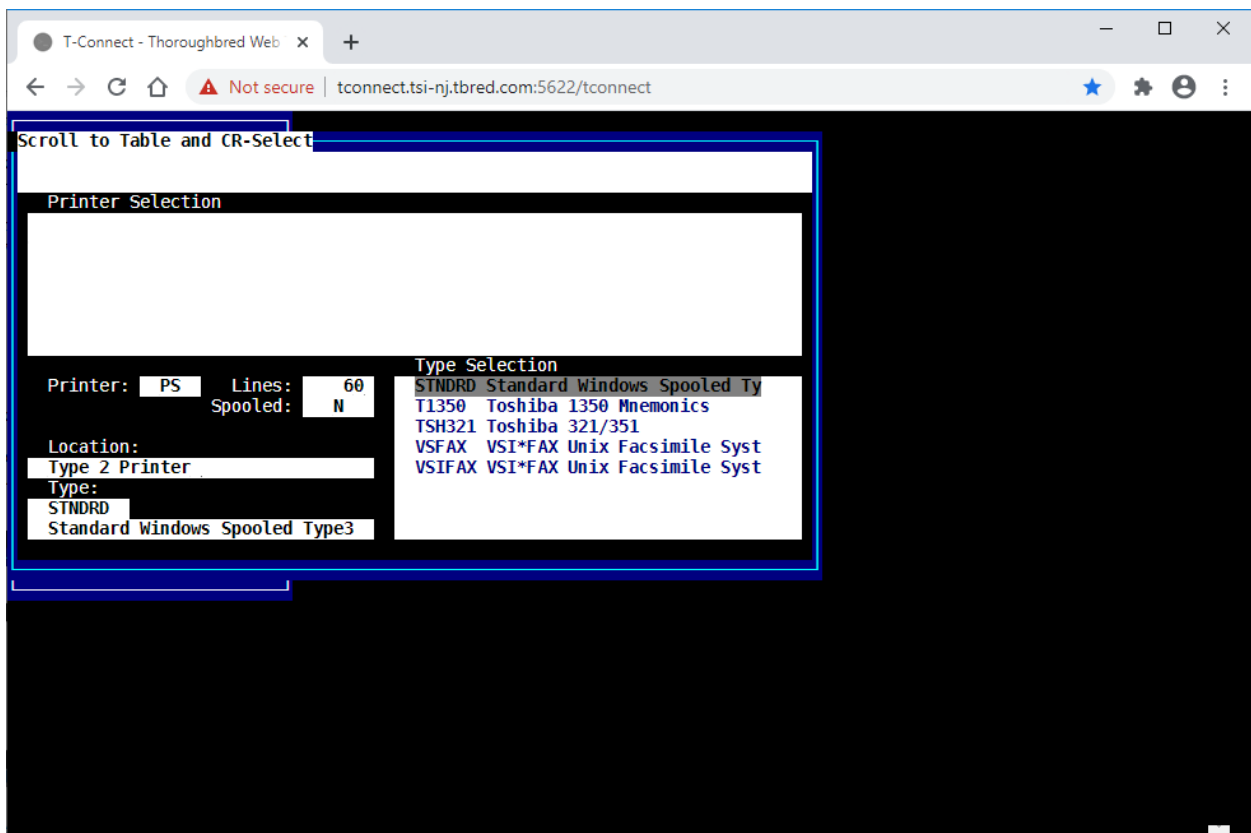 T-Connect - Thoroughbred Web
Not secure | tconnect.tsi-nj.tbred.com:5622/tconnect
Scroll to Table and CR-Select
Printer Selection
Type Selection
Printer: PS Lines: 60
Spooled: N
Location:
Type 2 Printer
Type:
STNDRD
Standard Windows Spooled Type3
STNDRD Standard Windows Spooled Ty
T1350 Toshiba 1350 Mnemonics
TSH321 Toshiba 321/351
VSFAX VSI*FAX Unix Facsimile Syst
VSIFAX VSI*FAX Unix Facsimile Syst